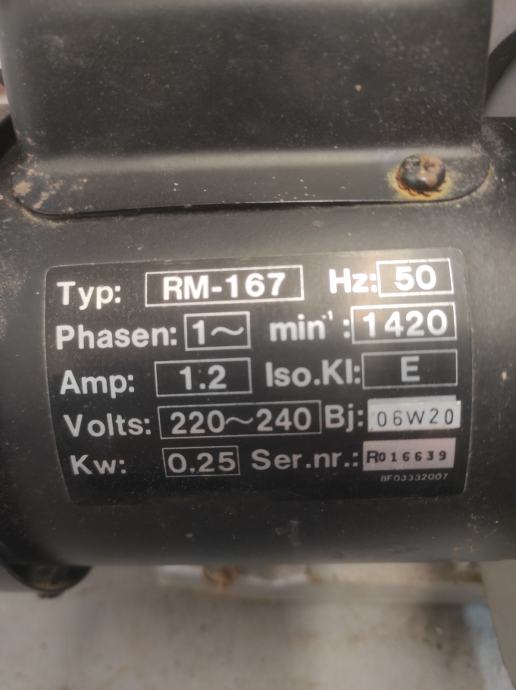 Typ: RM-167 Hz: 50
Phasen: 1~ min⁻¹: 1420
Amp: 1.2 Iso.Kl: E
Volts: 220~240 Bj: 06W20
Kw: 0.25 Ser.nr.: R016639
BF03332007